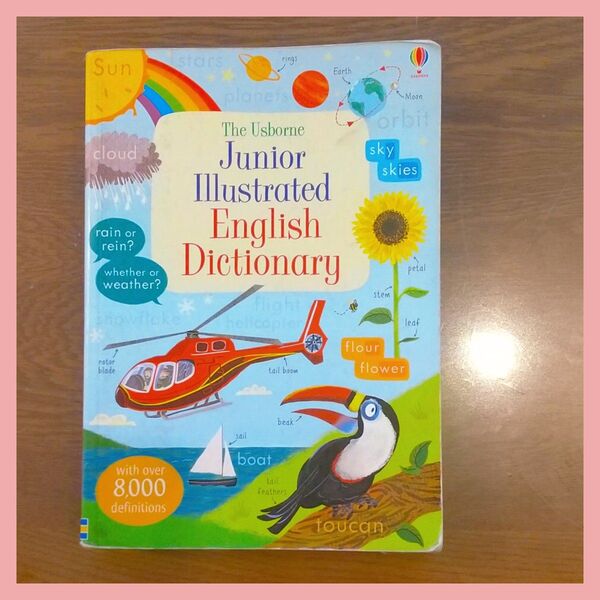 Sun
stars
rings
planets
Earth
Moon
orbit
The Usborne
Junior
Illustrated
English
Dictionary
cloud
sky
skies
rain or
rein?
whether or
weather?
petal
stem
leaf
snowflake
flight
helicopter
flour
flower
rotor
blade
tail boom
beak
sail
boat
with over
8,000
definitions
tail
feathers
toucan